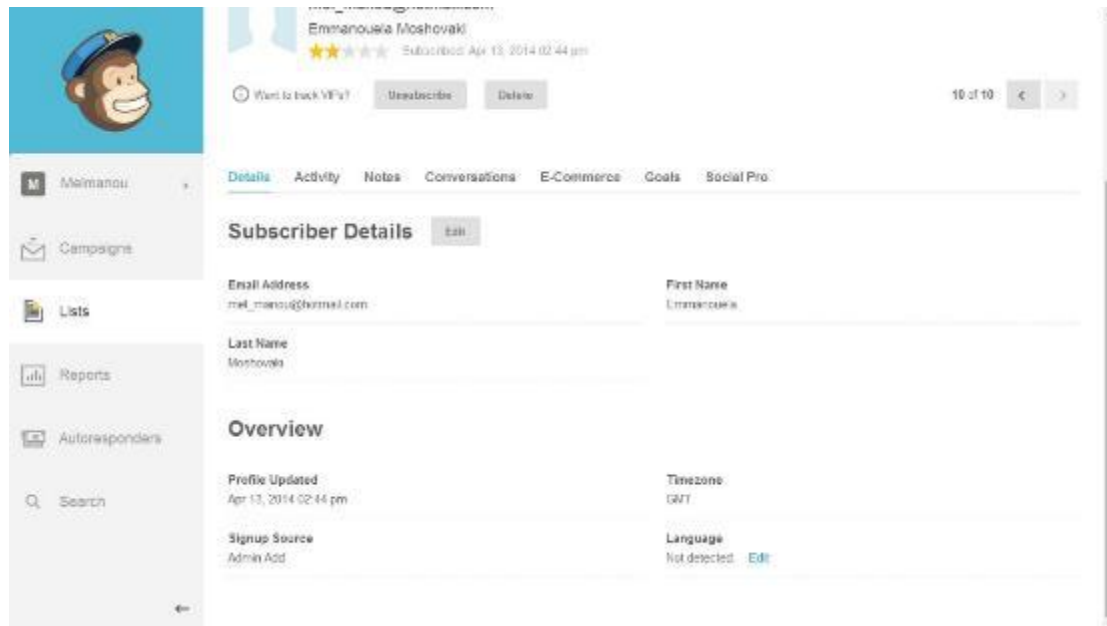 Emmanouela Moshovaki
Subscribed Apr 13, 2014 02:44 pm
Want to track VIPs? Unsubscribe Delete
10 of 10 < >
M Melmanou
Campaigns
Lists
Reports
Autoresponders
Search
Details Activity Notes Conversations E-Commerce Goals Social Pro
Subscriber Details Edit
Email Address First Name
mel_manou@hotmail.com Emmanouela
Last Name
Moshovaki
Overview
Profile Updated Timezone
Apr 13, 2014 02:44 pm GMT
Signup Source Language
Admin Add Not detected Edit